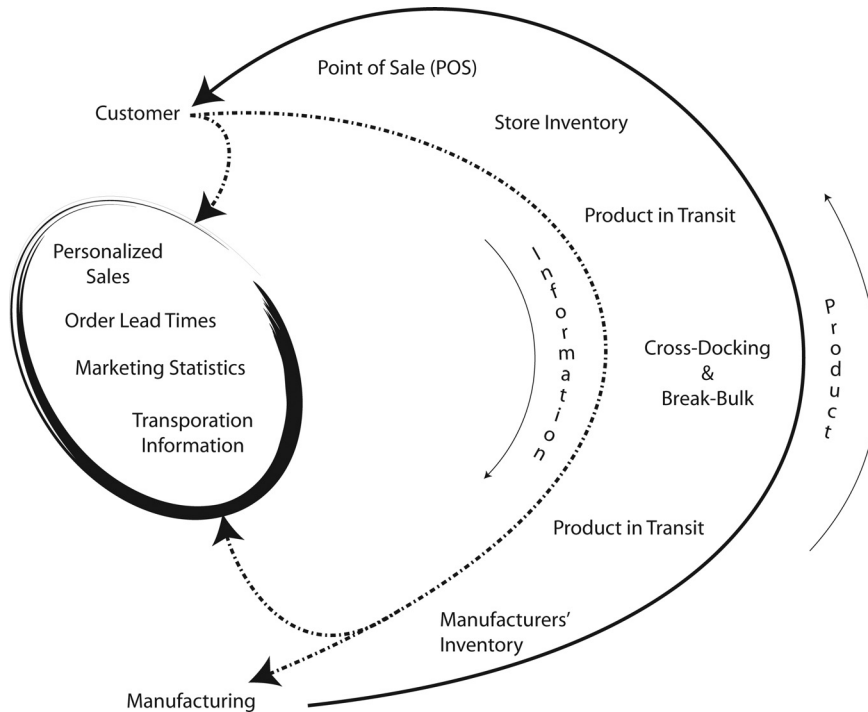 Point of Sale (POS)
Customer
Store Inventory
Product in Transit
Personalized
Sales
Order Lead Times
Marketing Statistics
Transporation
Information
Information
Product
Cross-Docking
&
Break-Bulk
Product in Transit
Manufacturers’
Inventory
Manufacturing